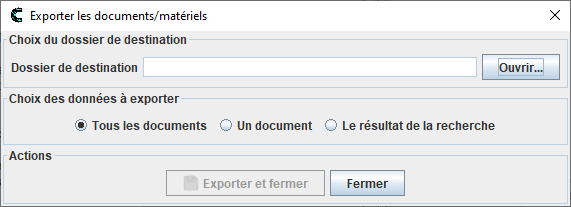 Exporter les documents/matériels
Choix du dossier de destination
Dossier de destination Ouvrir...
Choix des données à exporter
Tous les documents Un document Le résultat de la recherche
Actions
Exporter et fermer Fermer